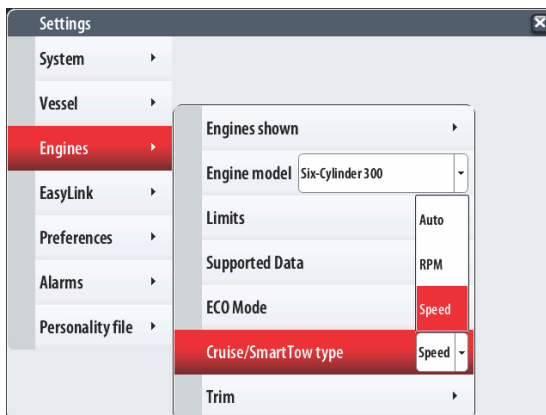 Settings
System
Vessel
Engines
EasyLink
Preferences
Alarms
Personality file
Engines shown
Engine model Six-Cylinder 300
Limits
Supported Data
ECO Mode
Cruise/SmartTow type Speed
Trim
Auto
RPM
Speed